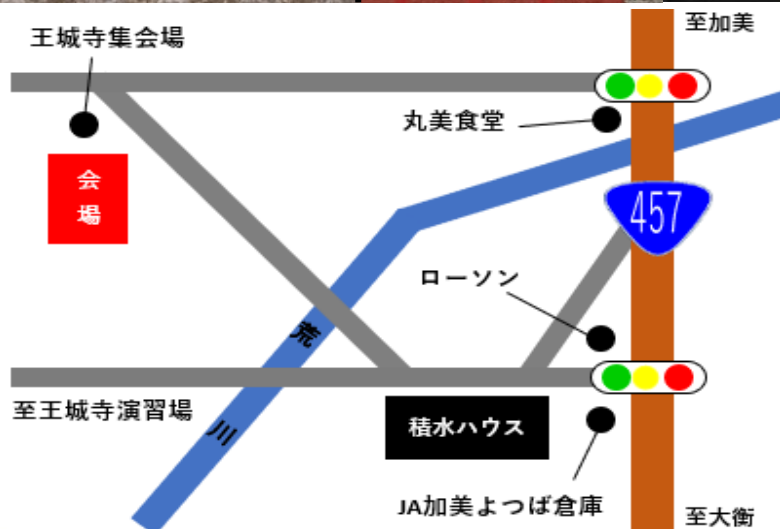 至加美
王城寺集会場
丸美食堂
会
場
457
ローソン
荒
川
至王城寺演習場
積水ハウス
JA加美よつば倉庫
至大衡